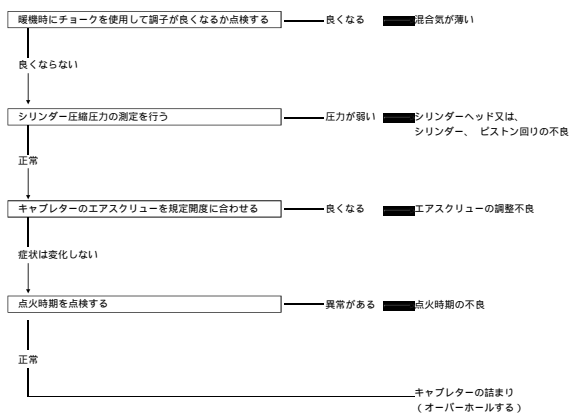 暖機時にチョークを使用して調子が良くなるか点検する
良くなる
混合気が薄い
良くならない
シリンダー圧縮圧力の測定を行う
圧力が弱い
シリンダーヘッド又は、
シリンダー、 ピストン回りの不良
正常
キャブレターのエアスクリューを規定開度に合わせる
良くなる
エアスクリューの調整不良
症状は変化しない
点火時期を点検する
異常がある
点火時期の不良
正常
キャブレターの詰まり
(オーバーホールする)